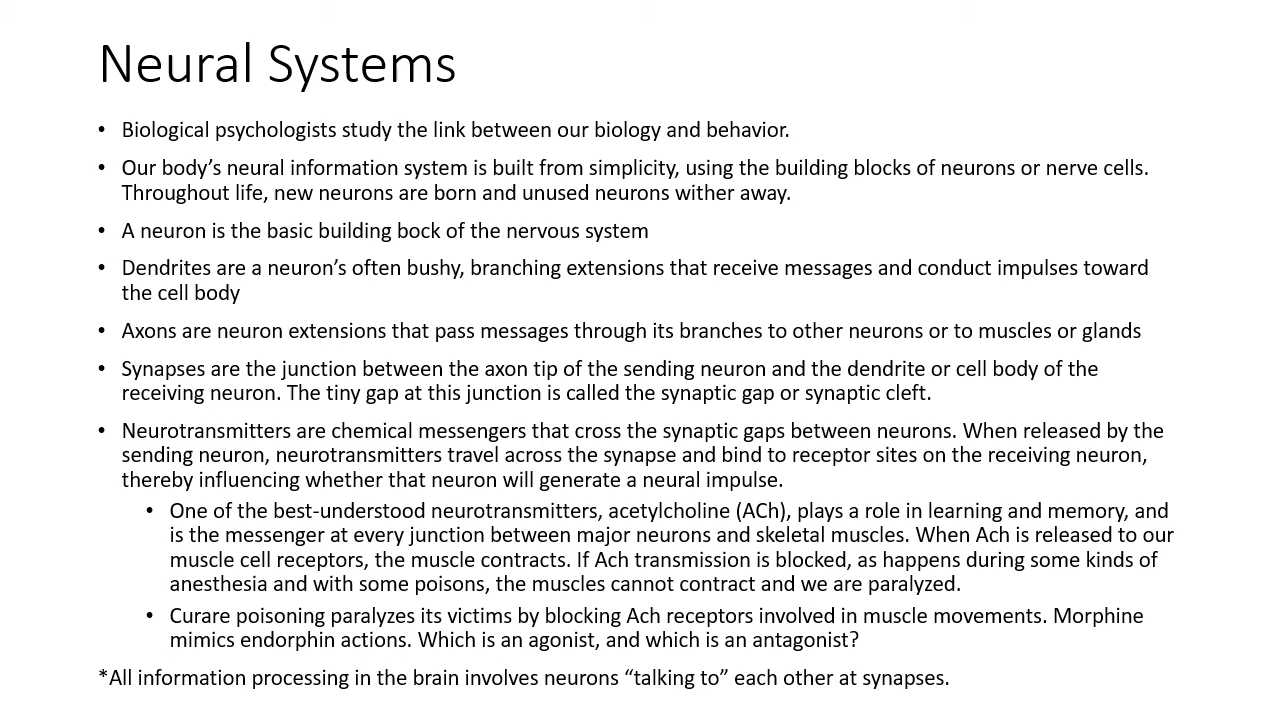 Neural Systems
• Biological psychologists study the link between our biology and behavior.
• Our body’s neural information system is built from simplicity, using the building blocks of neurons or nerve cells.
Throughout life, new neurons are born and unused neurons wither away.
• A neuron is the basic building bock of the nervous system
• Dendrites are a neuron’s often bushy, branching extensions that receive messages and conduct impulses toward
the cell body
• Axons are neuron extensions that pass messages through its branches to other neurons or to muscles or glands
• Synapses are the junction between the axon tip of the sending neuron and the dendrite or cell body of the
receiving neuron. The tiny gap at this junction is called the synaptic gap or synaptic cleft.
• Neurotransmitters are chemical messengers that cross the synaptic gaps between neurons. When released by the
sending neuron, neurotransmitters travel across the synapse and bind to receptor sites on the receiving neuron,
thereby influencing whether that neuron will generate a neural impulse.
• One of the best-understood neurotransmitters, acetylcholine (ACh), plays a role in learning and memory, and
is the messenger at every junction between major neurons and skeletal muscles. When Ach is released to our
muscle cell receptors, the muscle contracts. If Ach transmission is blocked, as happens during some kinds of
anesthesia and with some poisons, the muscles cannot contract and we are paralyzed.
• Curare poisoning paralyzes its victims by blocking Ach receptors involved in muscle movements. Morphine
mimics endorphin actions. Which is an agonist, and which is an antagonist?
*All information processing in the brain involves neurons “talking to” each other at synapses.